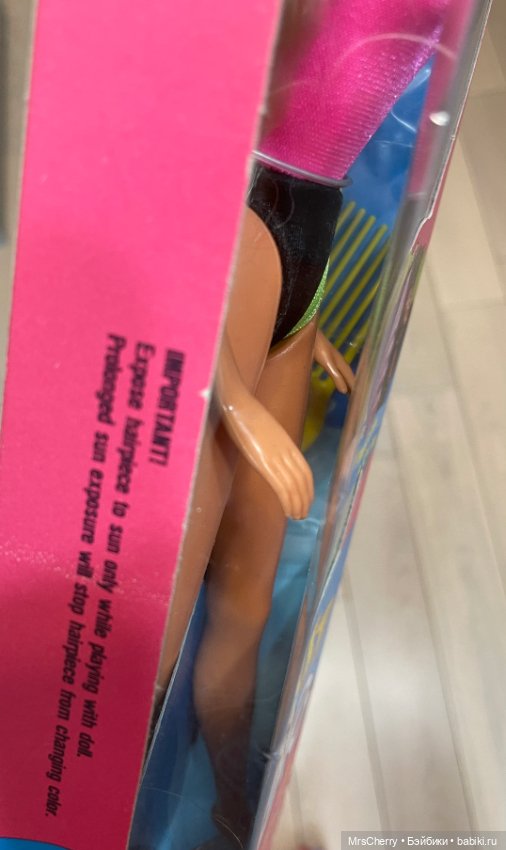 IMPORTANT!
Expose hairpiece to sun only while playing with doll.
Prolonged sun exposure will stop hairpiece from changing color.
MrsCherry • Бэйбики • babiki.ru